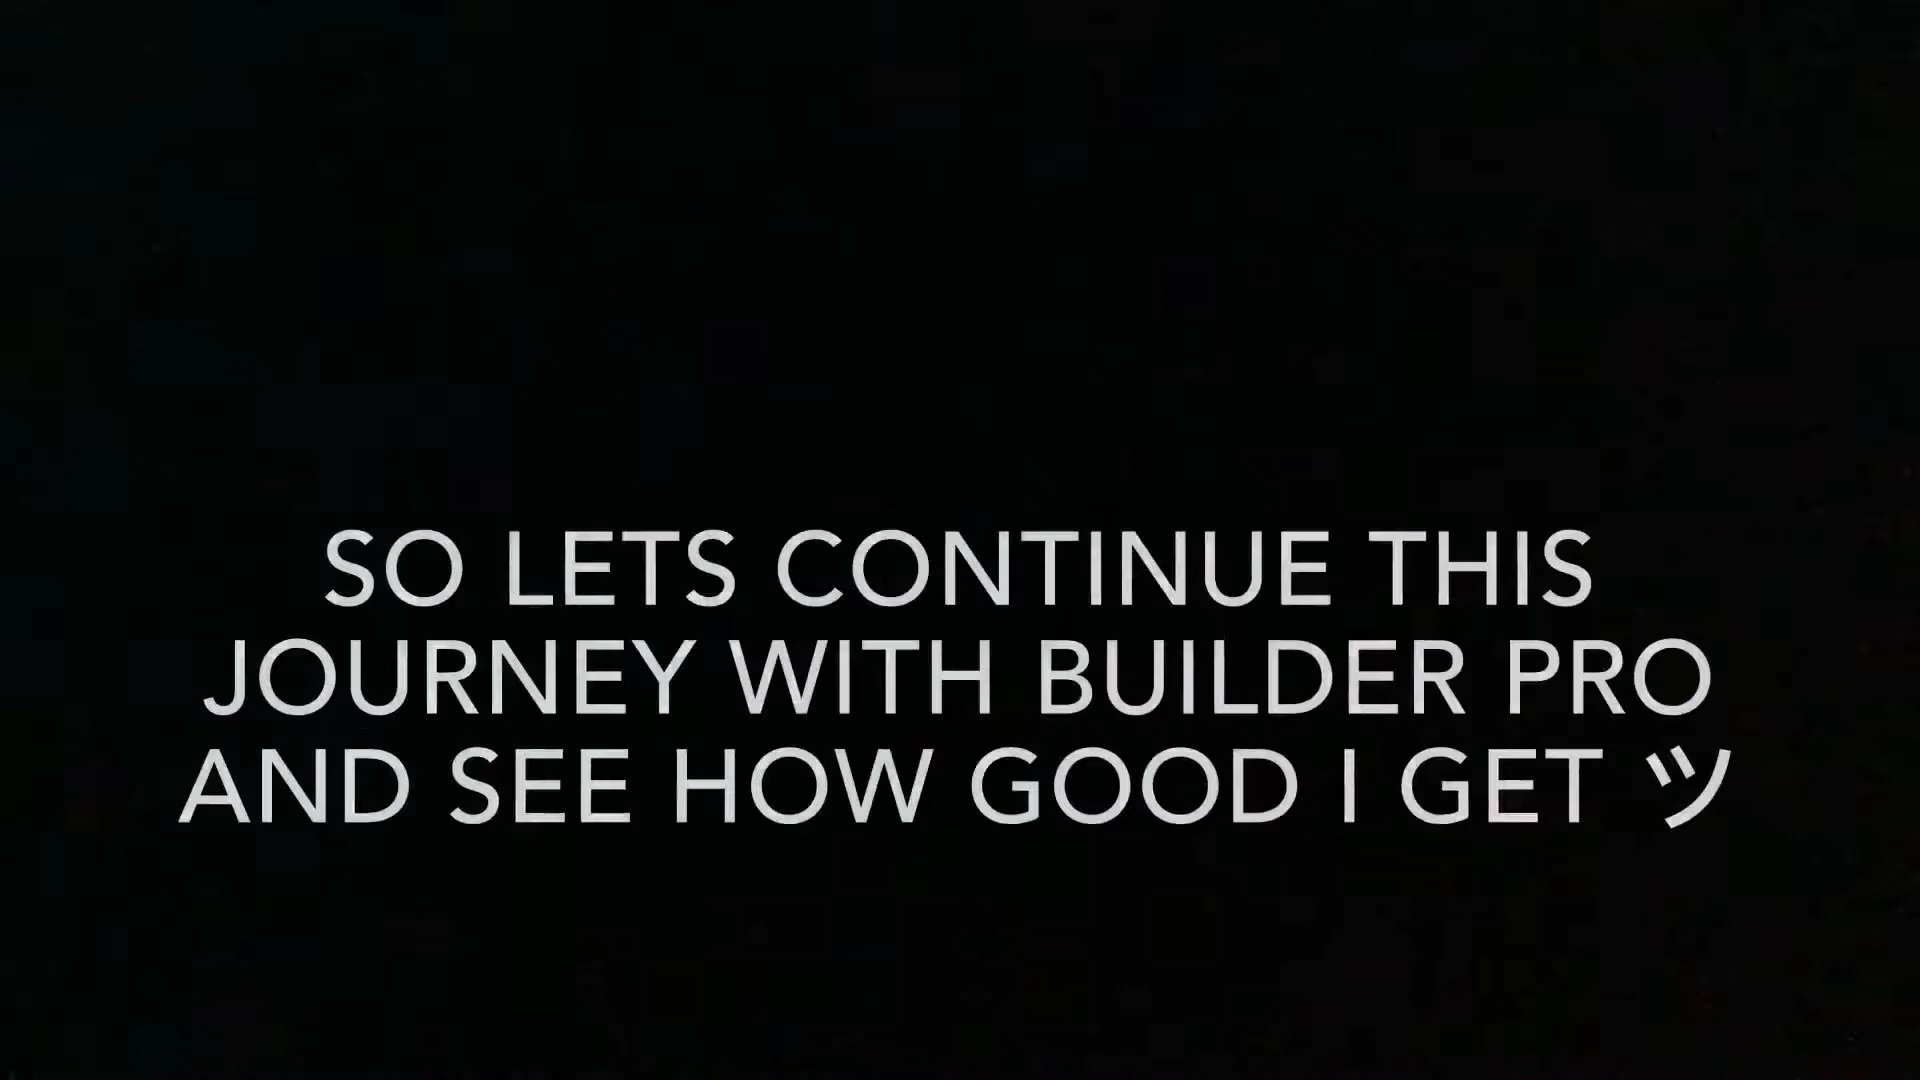 SO LETS CONTINUE THIS
JOURNEY WITH BUILDER PRO
AND SEE HOW GOOD I GET ツ